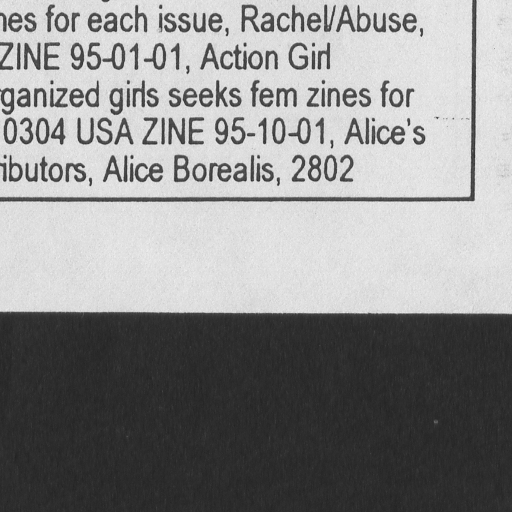 nes for each issue, Rachel/Abuse,
ZINE 95-01-01, Action Girl
rganized girls seeks fem zines for
0304 USA ZINE 95-10-01, Alice's
ributors, Alice Borealis, 2802